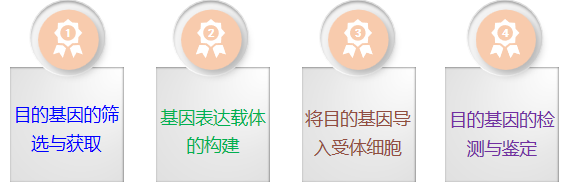 1
2
3
4
目的基因的筛
选与获取
基因表达载体
的构建
将目的基因导
入受体细胞
目的基因的检
测与鉴定